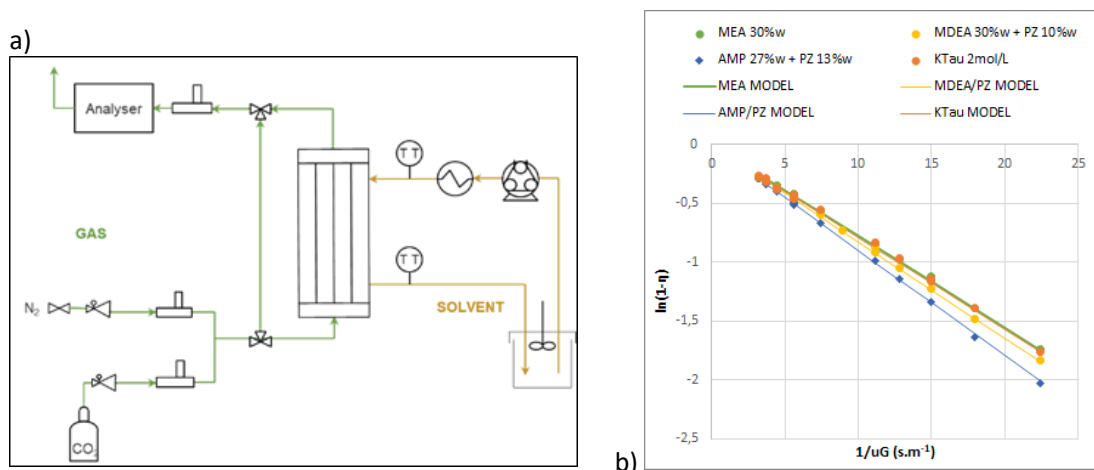 a)
Analyser
GAS
N2
CO2
TT
TT
SOLVENT
MEA 30%w
MDEA 30%w + PZ 10%w
AMP 27%w + PZ 13%w
KTau 2mol/L
MEA MODEL
MDEA/PZ MODEL
AMP/PZ MODEL
KTau MODEL
0
5
10
15
20
25
0
-0,5
-1
-1,5
-2
-2,5
ln(1-η)
1/uG (s.m⁻¹)
b)